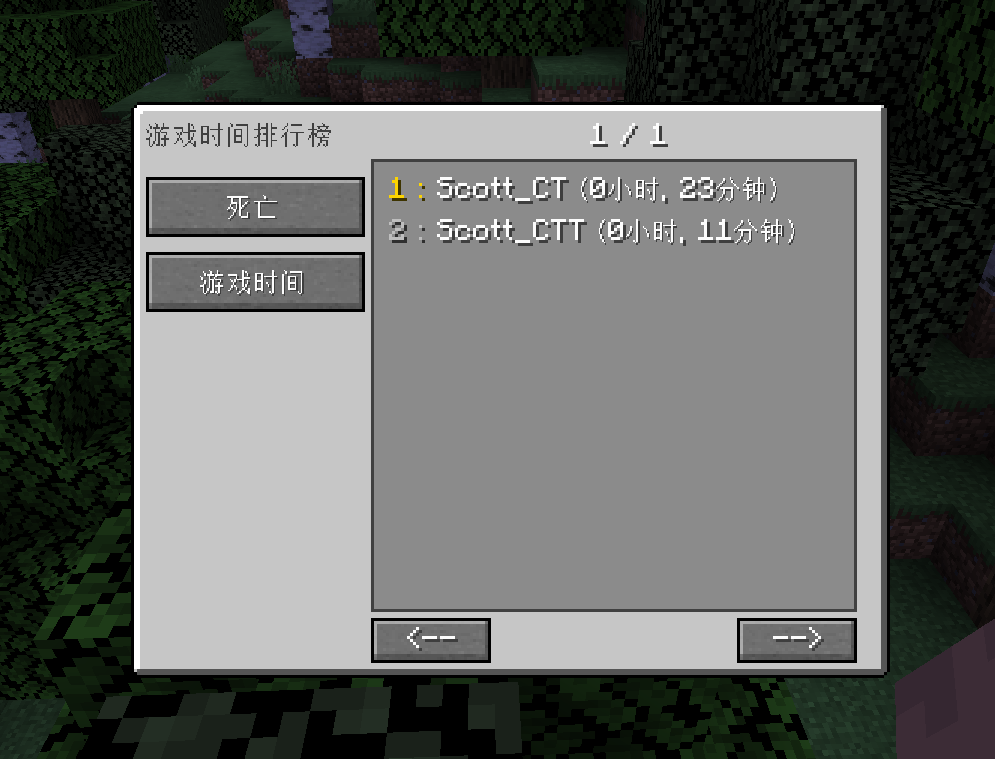 游戏时间排行榜
1 / 1
死亡
游戏时间
1 : Scott_CT (0小时, 23分钟)
2 : Scott_CTT (0小时, 11分钟)
<--
-->